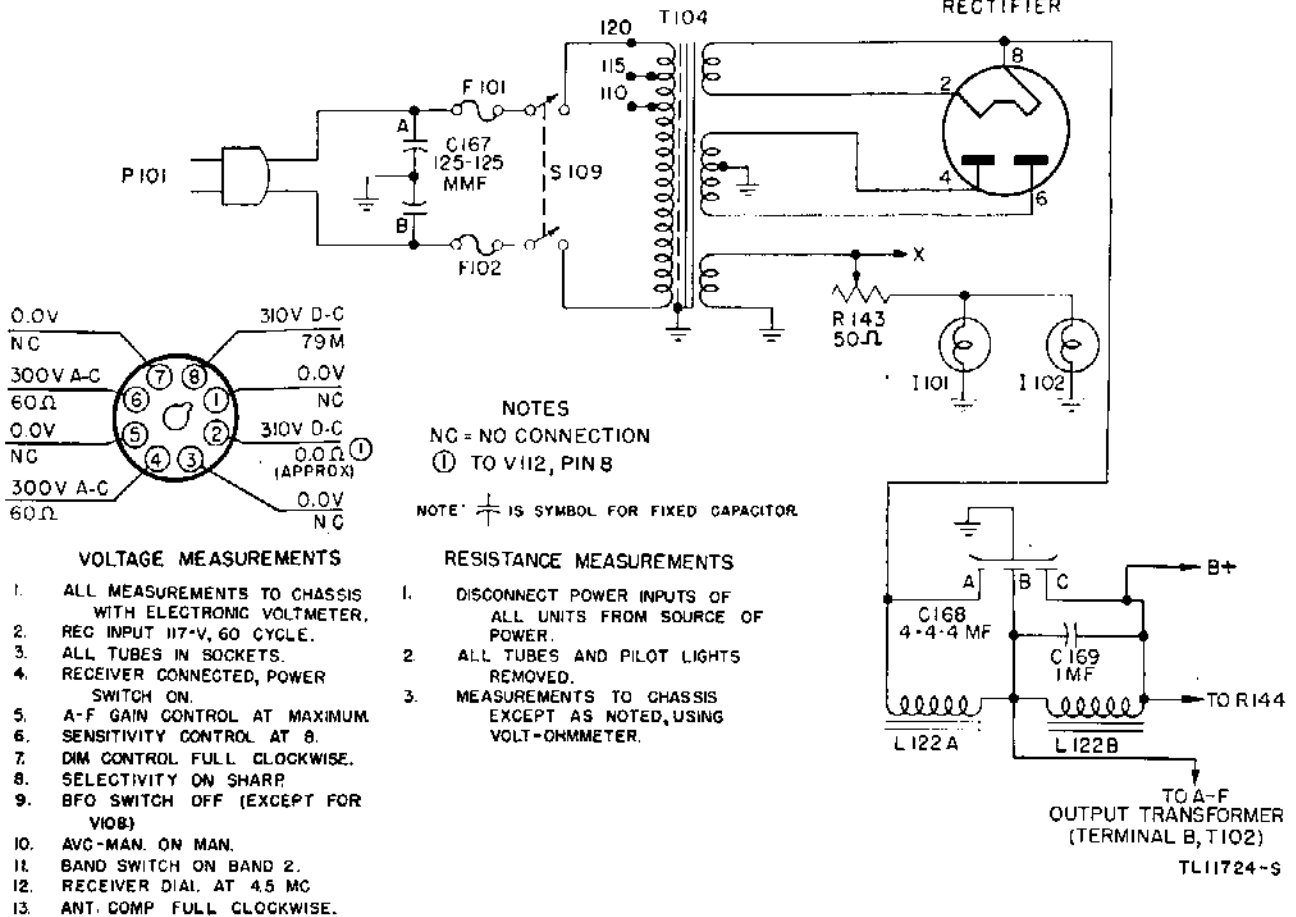 RECTIFIER
T104
120
115
110
F101
A
C167
125-125
MMF
B
P101
S109
F102
8
2
4
6
X
R143
50Ω
I101
I102
0.0V
NC
300V A-C
60Ω
0.0V
NC
300V A-C
60Ω
7
8
6
1
5
2
4
3
310V D-C
79M
0.0V
NC
310V D-C
0.0Ω ①
(APPROX)
0.0V
NC
NOTES
NC = NO CONNECTION
① TO V112, PIN 8
NOTE: IS SYMBOL FOR FIXED CAPACITOR
VOLTAGE MEASUREMENTS
1. ALL MEASUREMENTS TO CHASSIS
WITH ELECTRONIC VOLTMETER.
2. REC INPUT 117-V, 60 CYCLE.
3. ALL TUBES IN SOCKETS.
4. RECEIVER CONNECTED, POWER
SWITCH ON.
5. A-F GAIN CONTROL AT MAXIMUM
6. SENSITIVITY CONTROL AT 8.
7. DIM CONTROL FULL CLOCKWISE.
8. SELECTIVITY ON SHARP.
9. BFO SWITCH OFF (EXCEPT FOR
V108)
10. AVC-MAN. ON MAN.
11. BAND SWITCH ON BAND 2.
12. RECEIVER DIAL AT 4.5 MC
13. ANT. COMP FULL CLOCKWISE.
RESISTANCE MEASUREMENTS
1. DISCONNECT POWER INPUTS OF
ALL UNITS FROM SOURCE OF
POWER.
2. ALL TUBES AND PILOT LIGHTS
REMOVED.
3. MEASUREMENTS TO CHASSIS
EXCEPT AS NOTED, USING
VOLT-OHMMETER.
A
B
C
B+
C168
4-4-4 MF
C169
1MF
TO R144
L122A
L122B
TO A-F
OUTPUT TRANSFORMER
(TERMINAL B, T102)
TL11724-S